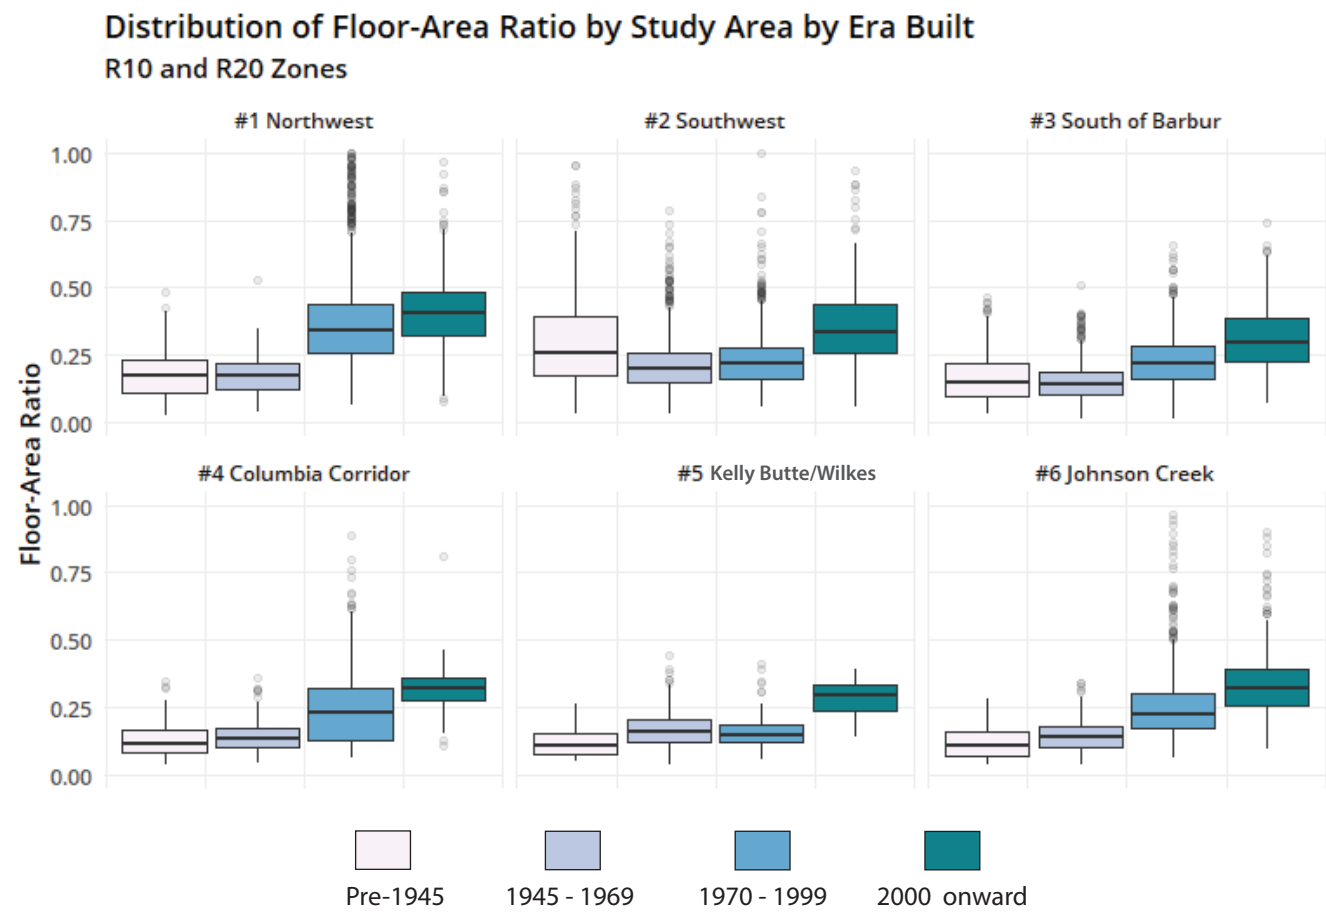 Distribution of Floor-Area Ratio by Study Area by Era Built
R10 and R20 Zones
#1 Northwest
#2 Southwest
#3 South of Barbur
1.00
0.75
0.50
0.25
0.00
Floor-Area Ratio
#4 Columbia Corridor
#5 Kelly Butte/Wilkes
#6 Johnson Creek
1.00
0.75
0.50
0.25
0.00
Pre-1945
1945 - 1969
1970 - 1999
2000 onward